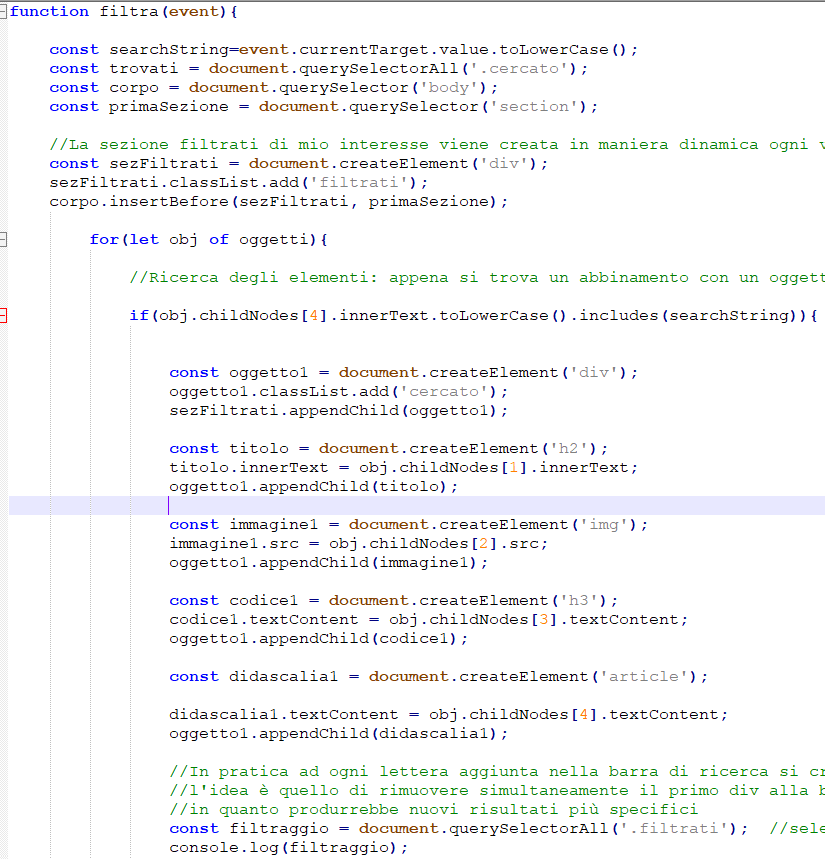 function filtra(event){
const searchString=event.currentTarget.value.toLowerCase();
const trovati = document.querySelectorAll('.cercato');
const corpo = document.querySelector('body');
const primaSezione = document.querySelector('section');
//La sezione filtrati di mio interesse viene creata in maniera dinamica ogni
const sezFiltrati = document.createElement('div');
sezFiltrati.classList.add('filtrati');
corpo.insertBefore(sezFiltrati, primaSezione);
for(let obj of oggetti){
//Ricerca degli elementi: appena si trova un abbinamento con un
if(obj.childNodes[4].innerText.toLowerCase().includes(searchString)){
const oggetto1 = document.createElement('div');
oggetto1.classList.add('cercato');
sezFiltrati.appendChild(oggetto1);
const titolo = document.createElement('h2');
titolo.innerText = obj.childNodes[1].innerText;
oggetto1.appendChild(titolo);
const immagine1 = document.createElement('img');
immagine1.src = obj.childNodes[2].src;
oggetto1.appendChild(immagine1);
const codice1 = document.createElement('h3');
codice1.textContent = obj.childNodes[3].textContent;
oggetto1.appendChild(codice1);
const didascalia1 = document.createElement('article');
didascalia1.textContent = obj.childNodes[4].textContent;
oggetto1.appendChild(didascalia1);
//In pratica ad ogni lettera aggiunta nella barra di ricerca si
//l'idea è quello di rimuovere simultaneamente il primo div alla
//in quanto produrrebbe nuovi risultati più specifici
const filtraggio = document.querySelectorAll('.filtrati'); //
console.log(filtraggio);